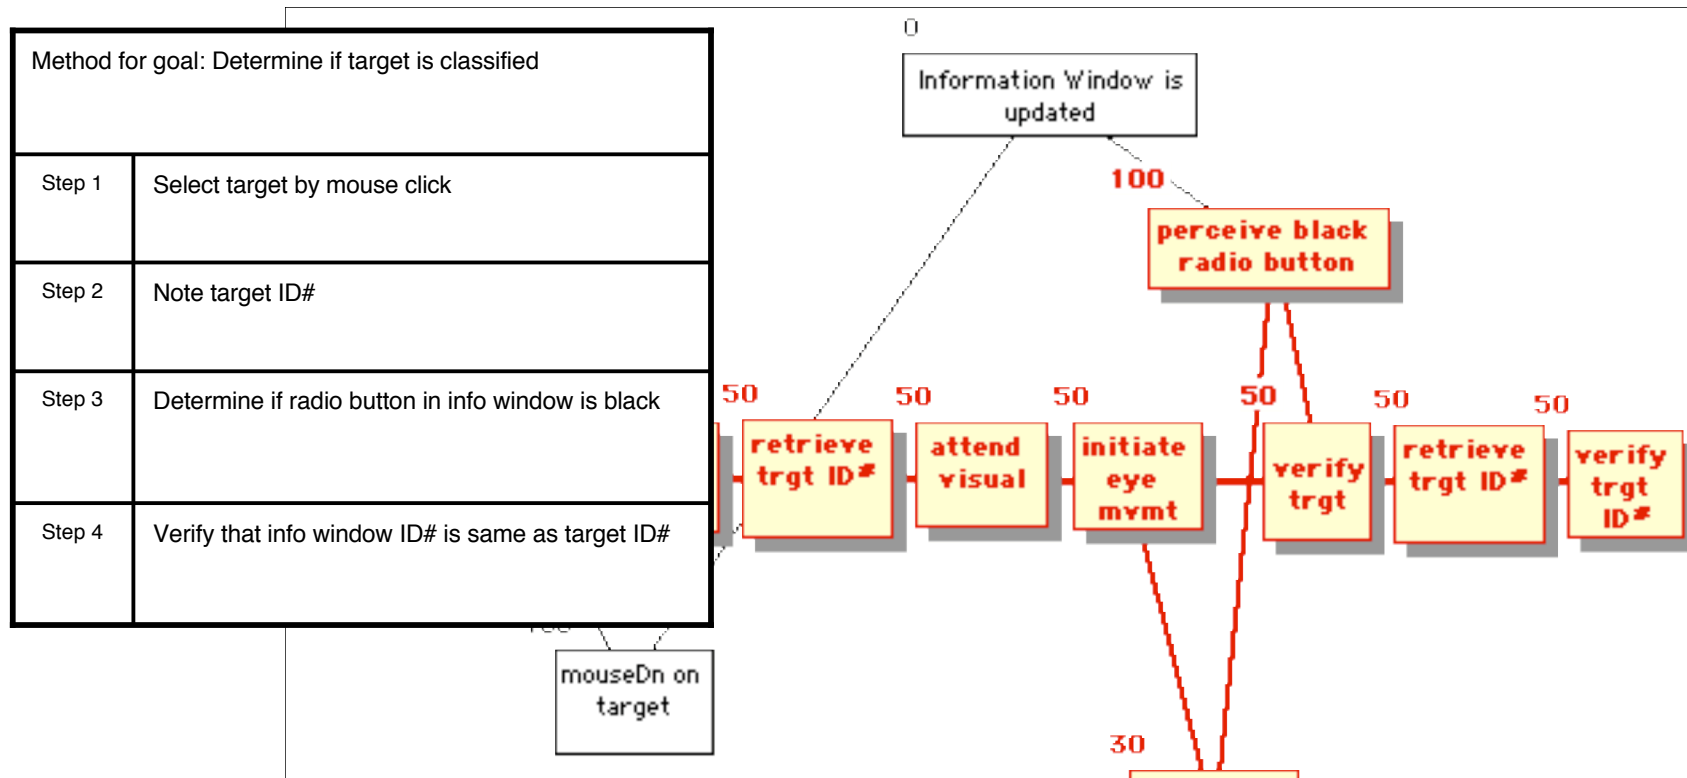 Method for goal: Determine if target is classified
Step 1
Select target by mouse click
Step 2
Note target ID#
Step 3
Determine if radio button in info window is black
Step 4
Verify that info window ID# is same as target ID#
0
Information Window is
updated
100
perceive black
radio button
50
retrieve
trgt ID#
50
attend
visual
50
initiate
eye
mvmt
50
verify
trgt
50
retrieve
trgt ID#
50
verify
trgt
ID#
mouseDn on
target
30